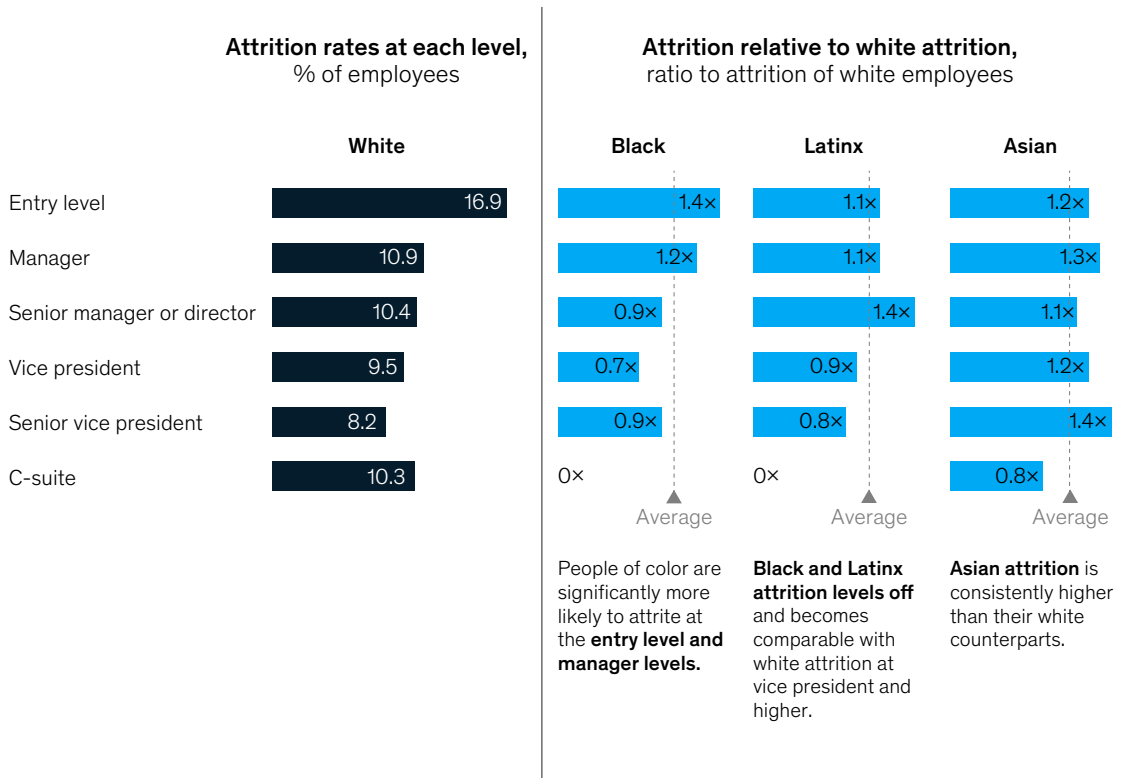 Attrition rates at each level,
% of employees
Attrition relative to white attrition,
ratio to attrition of white employees
White
Black
Latinx
Asian
Entry level
16.9
1.4×
1.1×
1.2×
Manager
10.9
1.2×
1.1×
1.3×
Senior manager or director
10.4
0.9×
1.4×
1.1×
Vice president
9.5
0.7×
0.9×
1.2×
Senior vice president
8.2
0.9×
0.8×
1.4×
C-suite
10.3
0×
0×
0.8×
Average
Average
Average
People of color are
significantly more
likely to attrite at
the entry level and
manager levels.
Black and Latinx
attrition levels off
and becomes
comparable with
white attrition at
vice president and
higher.
Asian attrition is
consistently higher
than their white
counterparts.